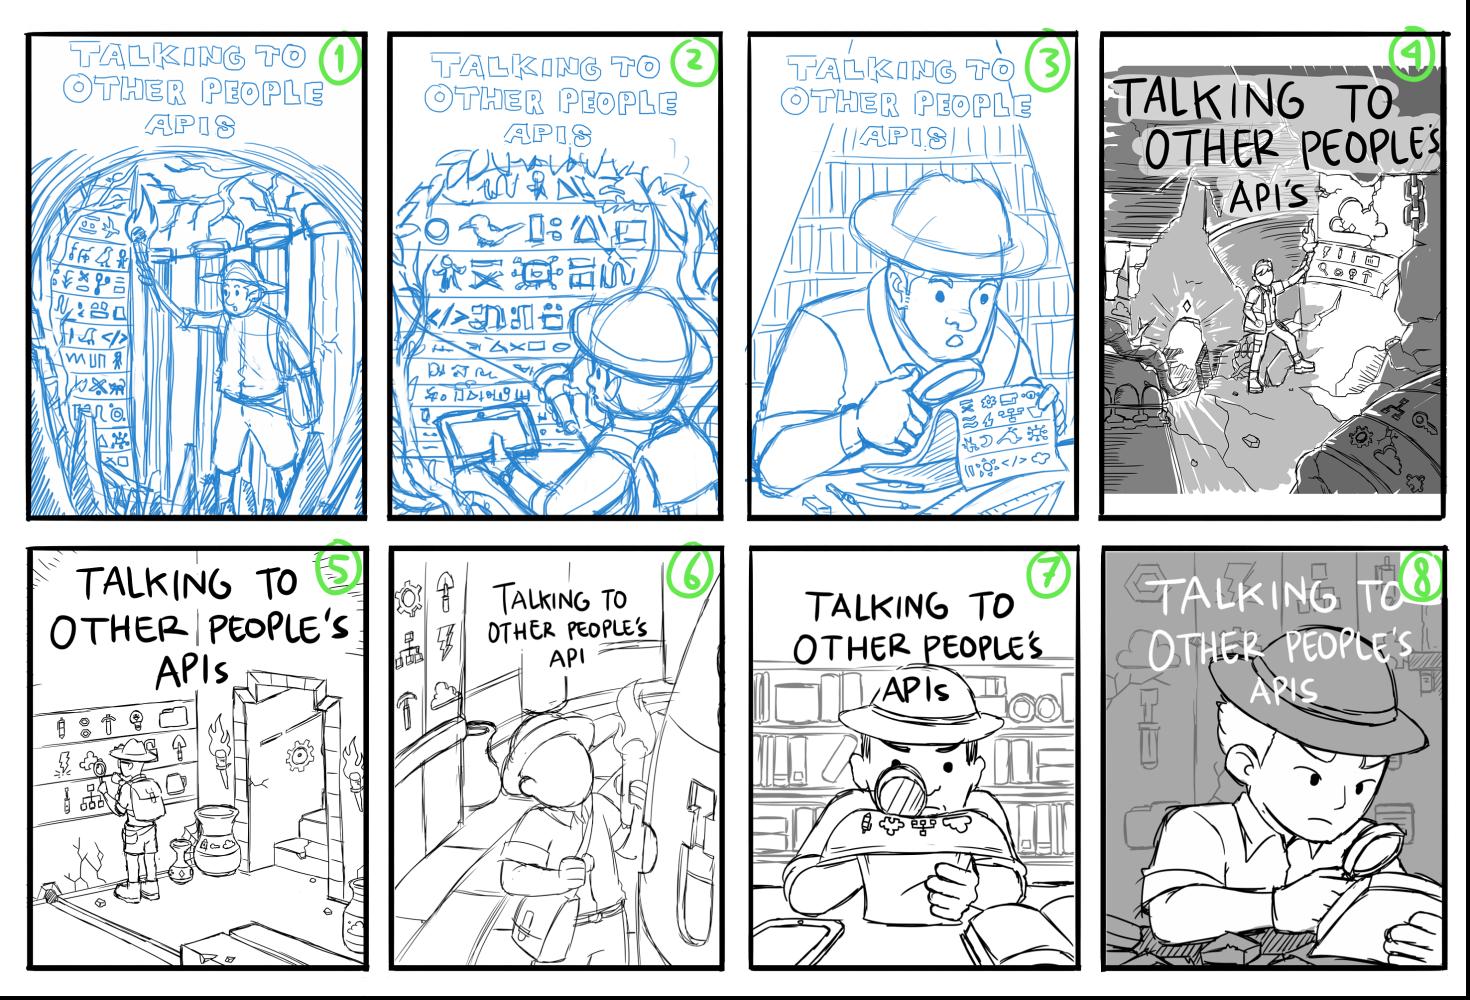 TALKING TO
OTHER PEOPLE
APIS
1
TALKING TO
OTHER PEOPLE
APIS
2
</>
TALKING TO
OTHER PEOPLE
APIS
3
</>
TALKING TO
OTHER PEOPLE'S
API'S
4
TALKING TO
OTHER PEOPLE'S
APIs
5
TALKING TO
OTHER PEOPLE'S
API
6
TALKING TO
OTHER PEOPLE'S
APIs
7
TALKING TO
OTHER PEOPLE'S
APIS
8